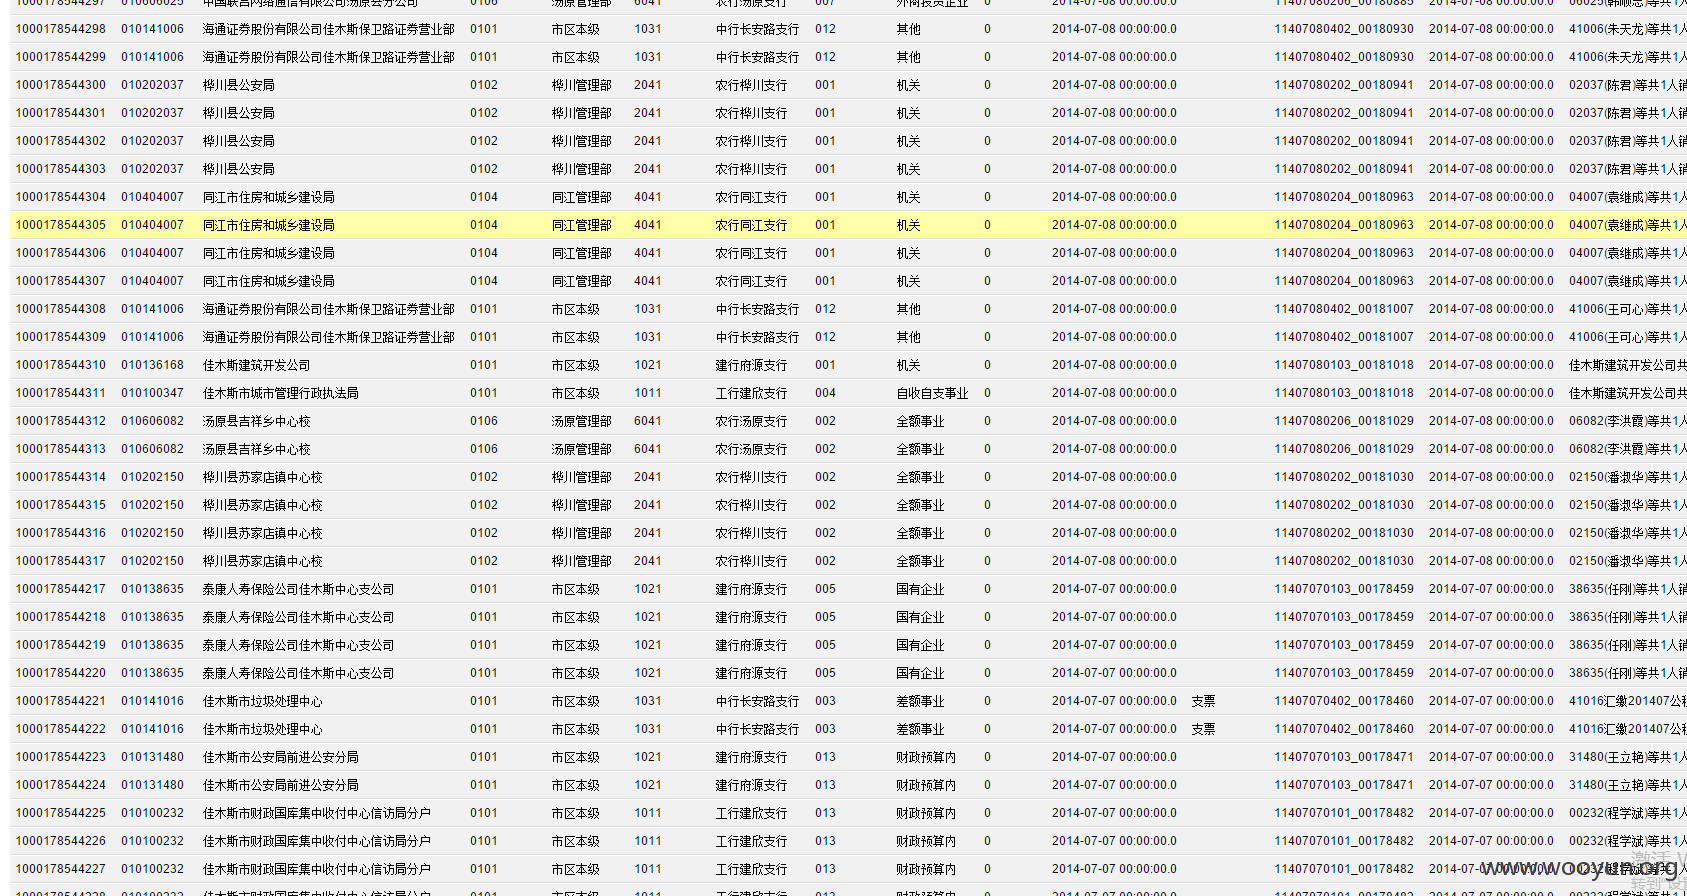 1000178544297 010606025 中国联合网络通信有限公司汤原县分公司 0106 汤原管理部 6041 农行汤原支行 007 外商投资企业 0 11407080206_00180885 2014-07-08 00:00:00.0 06025(韩顺忠)等共1人
1000178544298 010141006 海通证券股份有限公司佳木斯保卫路证券营业部 0101 市区本级 1031 中行长安路支行 012 其他 0 2014-07-08 00:00:00.0 11407080402_00180930 2014-07-08 00:00:00.0 41006(朱天龙)等共1人
1000178544299 010141006 海通证券股份有限公司佳木斯保卫路证券营业部 0101 市区本级 1031 中行长安路支行 012 其他 0 2014-07-08 00:00:00.0 11407080402_00180930 2014-07-08 00:00:00.0 41006(朱天龙)等共1人
1000178544300 010202037 桦川县公安局 0102 桦川管理部 2041 农行桦川支行 001 机关 0 2014-07-08 00:00:00.0 11407080202_00180941 2014-07-08 00:00:00.0 02037(陈君)等共1人销
1000178544301 010202037 桦川县公安局 0102 桦川管理部 2041 农行桦川支行 001 机关 0 2014-07-08 00:00:00.0 11407080202_00180941 2014-07-08 00:00:00.0 02037(陈君)等共1人销
1000178544302 010202037 桦川县公安局 0102 桦川管理部 2041 农行桦川支行 001 机关 0 2014-07-08 00:00:00.0 11407080202_00180941 2014-07-08 00:00:00.0 02037(陈君)等共1人销
1000178544303 010202037 桦川县公安局 0102 桦川管理部 2041 农行桦川支行 001 机关 0 2014-07-08 00:00:00.0 11407080202_00180941 2014-07-08 00:00:00.0 02037(陈君)等共1人销
1000178544304 010404007 同江市住房和城乡建设局 0104 同江管理部 4041 农行同江支行 001 机关 0 2014-07-08 00:00:00.0 11407080204_00180963 2014-07-08 00:00:00.0 04007(袁继成)等共1人
1000178544305 010404007 同江市住房和城乡建设局 0104 同江管理部 4041 农行同江支行 001 机关 0 2014-07-08 00:00:00.0 11407080204_00180963 2014-07-08 00:00:00.0 04007(袁继成)等共1人
1000178544306 010404007 同江市住房和城乡建设局 0104 同江管理部 4041 农行同江支行 001 机关 0 2014-07-08 00:00:00.0 11407080204_00180963 2014-07-08 00:00:00.0 04007(袁继成)等共1人
1000178544307 010404007 同江市住房和城乡建设局 0104 同江管理部 4041 农行同江支行 001 机关 0 2014-07-08 00:00:00.0 11407080204_00180963 2014-07-08 00:00:00.0 04007(袁继成)等共1人
1000178544308 010141006 海通证券股份有限公司佳木斯保卫路证券营业部 0101 市区本级 1031 中行长安路支行 012 其他 0 2014-07-08 00:00:00.0 11407080402_00181007 2014-07-08 00:00:00.0 41006(王可心)等共1人
1000178544309 010141006 海通证券股份有限公司佳木斯保卫路证券营业部 0101 市区本级 1031 中行长安路支行 012 其他 0 2014-07-08 00:00:00.0 11407080402_00181007 2014-07-08 00:00:00.0 41006(王可心)等共1人
1000178544310 010136168 佳木斯建筑开发公司 0101 市区本级 1021 建行府源支行 001 机关 0 2014-07-08 00:00:00.0 11407080103_00181018 2014-07-08 00:00:00.0 佳木斯建筑开发公司共
1000178544311 010100347 佳木斯市城市管理行政执法局 0101 市区本级 1011 工行建欣支行 004 自收自支事业 0 2014-07-08 00:00:00.0 11407080103_00181018 2014-07-08 00:00:00.0 佳木斯建筑开发公司共
1000178544312 010606082 汤原县吉祥乡中心校 0106 汤原管理部 6041 农行汤原支行 002 全额事业 0 2014-07-08 00:00:00.0 11407080206_00181029 2014-07-08 00:00:00.0 06082(李洪霞)等共1人
1000178544313 010606082 汤原县吉祥乡中心校 0106 汤原管理部 6041 农行汤原支行 002 全额事业 0 2014-07-08 00:00:00.0 11407080206_00181029 2014-07-08 00:00:00.0 06082(李洪霞)等共1人
1000178544314 010202150 桦川县苏家店镇中心校 0102 桦川管理部 2041 农行桦川支行 002 全额事业 0 2014-07-08 00:00:00.0 11407080202_00181030 2014-07-08 00:00:00.0 02150(潘淑华)等共1人
1000178544315 010202150 桦川县苏家店镇中心校 0102 桦川管理部 2041 农行桦川支行 002 全额事业 0 2014-07-08 00:00:00.0 11407080202_00181030 2014-07-08 00:00:00.0 02150(潘淑华)等共1人
1000178544316 010202150 桦川县苏家店镇中心校 0102 桦川管理部 2041 农行桦川支行 002 全额事业 0 2014-07-08 00:00:00.0 11407080202_00181030 2014-07-08 00:00:00.0 02150(潘淑华)等共1人
1000178544317 010202150 桦川县苏家店镇中心校 0102 桦川管理部 2041 农行桦川支行 002 全额事业 0 2014-07-08 00:00:00.0 11407080202_00181030 2014-07-08 00:00:00.0 02150(潘淑华)等共1人
1000178544217 010138635 泰康人寿保险公司佳木斯中心支公司 0101 市区本级 1021 建行府源支行 005 国有企业 0 2014-07-07 00:00:00.0 11407070103_00178459 2014-07-07 00:00:00.0 38635(任刚)等共1人销
1000178544218 010138635 泰康人寿保险公司佳木斯中心支公司 0101 市区本级 1021 建行府源支行 005 国有企业 0 2014-07-07 00:00:00.0 11407070103_00178459 2014-07-07 00:00:00.0 38635(任刚)等共1人销
1000178544219 010138635 泰康人寿保险公司佳木斯中心支公司 0101 市区本级 1021 建行府源支行 005 国有企业 0 2014-07-07 00:00:00.0 11407070103_00178459 2014-07-07 00:00:00.0 38635(任刚)等共1人销
1000178544220 010138635 泰康人寿保险公司佳木斯中心支公司 0101 市区本级 1021 建行府源支行 005 国有企业 0 2014-07-07 00:00:00.0 11407070103_00178459 2014-07-07 00:00:00.0 38635(任刚)等共1人销
1000178544221 010141016 佳木斯市垃圾处理中心 0101 市区本级 1031 中行长安路支行 003 差额事业 0 2014-07-07 00:00:00.0 支票 11407070402_00178460 2014-07-07 00:00:00.0 41016汇缴201407公积
1000178544222 010141016 佳木斯市垃圾处理中心 0101 市区本级 1031 中行长安路支行 003 差额事业 0 2014-07-07 00:00:00.0 支票 11407070402_00178460 2014-07-07 00:00:00.0 41016汇缴201407公积
1000178544223 010131480 佳木斯市公安局前进公安分局 0101 市区本级 1021 建行府源支行 013 财政预算内 0 2014-07-07 00:00:00.0 11407070103_00178471 2014-07-07 00:00:00.0 31480(王立艳)等共1人
1000178544224 010131480 佳木斯市公安局前进公安分局 0101 市区本级 1021 建行府源支行 013 财政预算内 0 2014-07-07 00:00:00.0 11407070103_00178471 2014-07-07 00:00:00.0 31480(王立艳)等共1人
1000178544225 010100232 佳木斯市财政国库集中收付中心信访局分户 0101 市区本级 1011 工行建欣支行 013 财政预算内 0 2014-07-07 00:00:00.0 11407070101_00178482 2014-07-07 00:00:00.0 00232(程学斌)等共1人
1000178544226 010100232 佳木斯市财政国库集中收付中心信访局分户 0101 市区本级 1011 工行建欣支行 013 财政预算内 0 2014-07-07 00:00:00.0 11407070101_00178482 2014-07-07 00:00:00.0 00232(程学斌)等共1人
1000178544227 010100232 佳木斯市财政国库集中收付中心信访局分户 0101 市区本级 1011 工行建欣支行 013 财政预算内 0 2014-07-07 00:00:00.0 11407070101_00178482 2014-07-07 00:00:00.0
www.wooyun.org